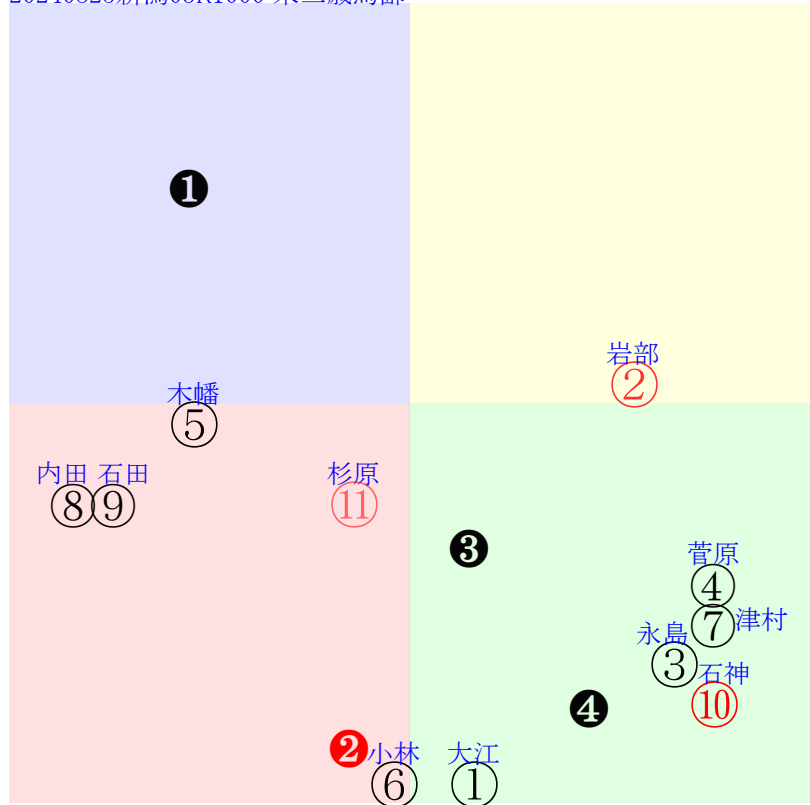 ❶
岩部
②
木幡
⑤
内田 石田
⑧⑨
杉原
⑪
❸
菅原
④
⑦津村
永島
③
石神
⑩
❹
❷小林
⑥
大江
①